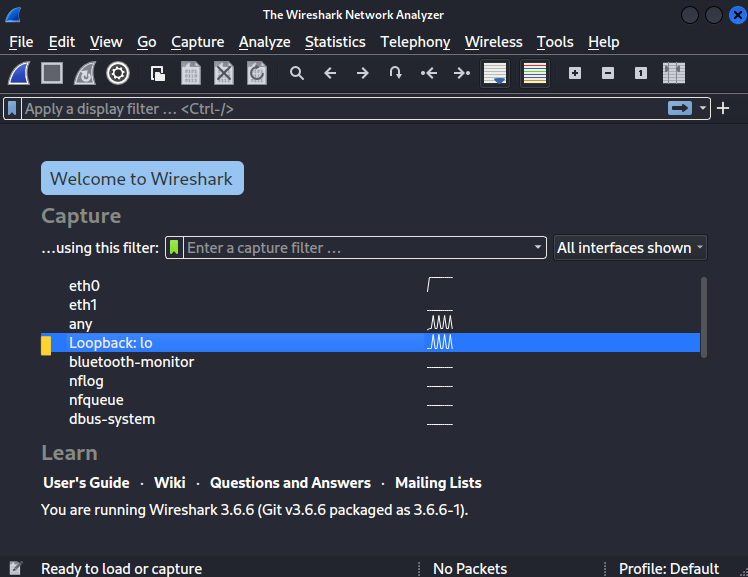 The Wireshark Network Analyzer
File Edit View Go Capture Analyze Statistics Telephony Wireless Tools Help
Apply a display filter … <Ctrl-/>
Welcome to Wireshark
Capture
…using this filter: Enter a capture filter … All interfaces shown
eth0
eth1
any
Loopback: lo
bluetooth-monitor
nflog
nfqueue
dbus-system
Learn
User's Guide · Wiki · Questions and Answers · Mailing Lists
You are running Wireshark 3.6.6 (Git v3.6.6 packaged as 3.6.6-1).
Ready to load or capture No Packets Profile: Default